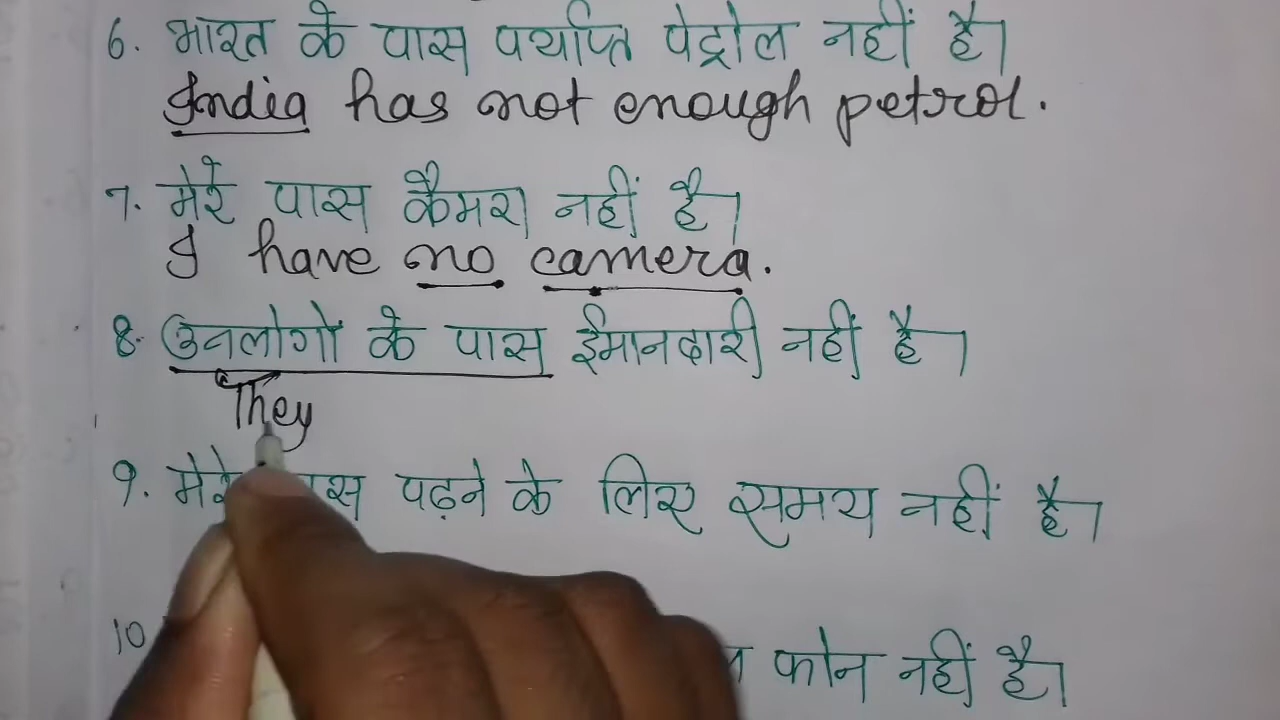 6. भारत के पास पर्याप्त पेट्रोल नहीं है।
India has not enough petrol.
7. मेरे पास कैमरा नहीं है।
I have no camera.
8. उनलोगों के पास ईमानदारी नहीं है।
They
9. मेरे पढ़ने के लिए समय नहीं है।
10 फोन नहीं है।